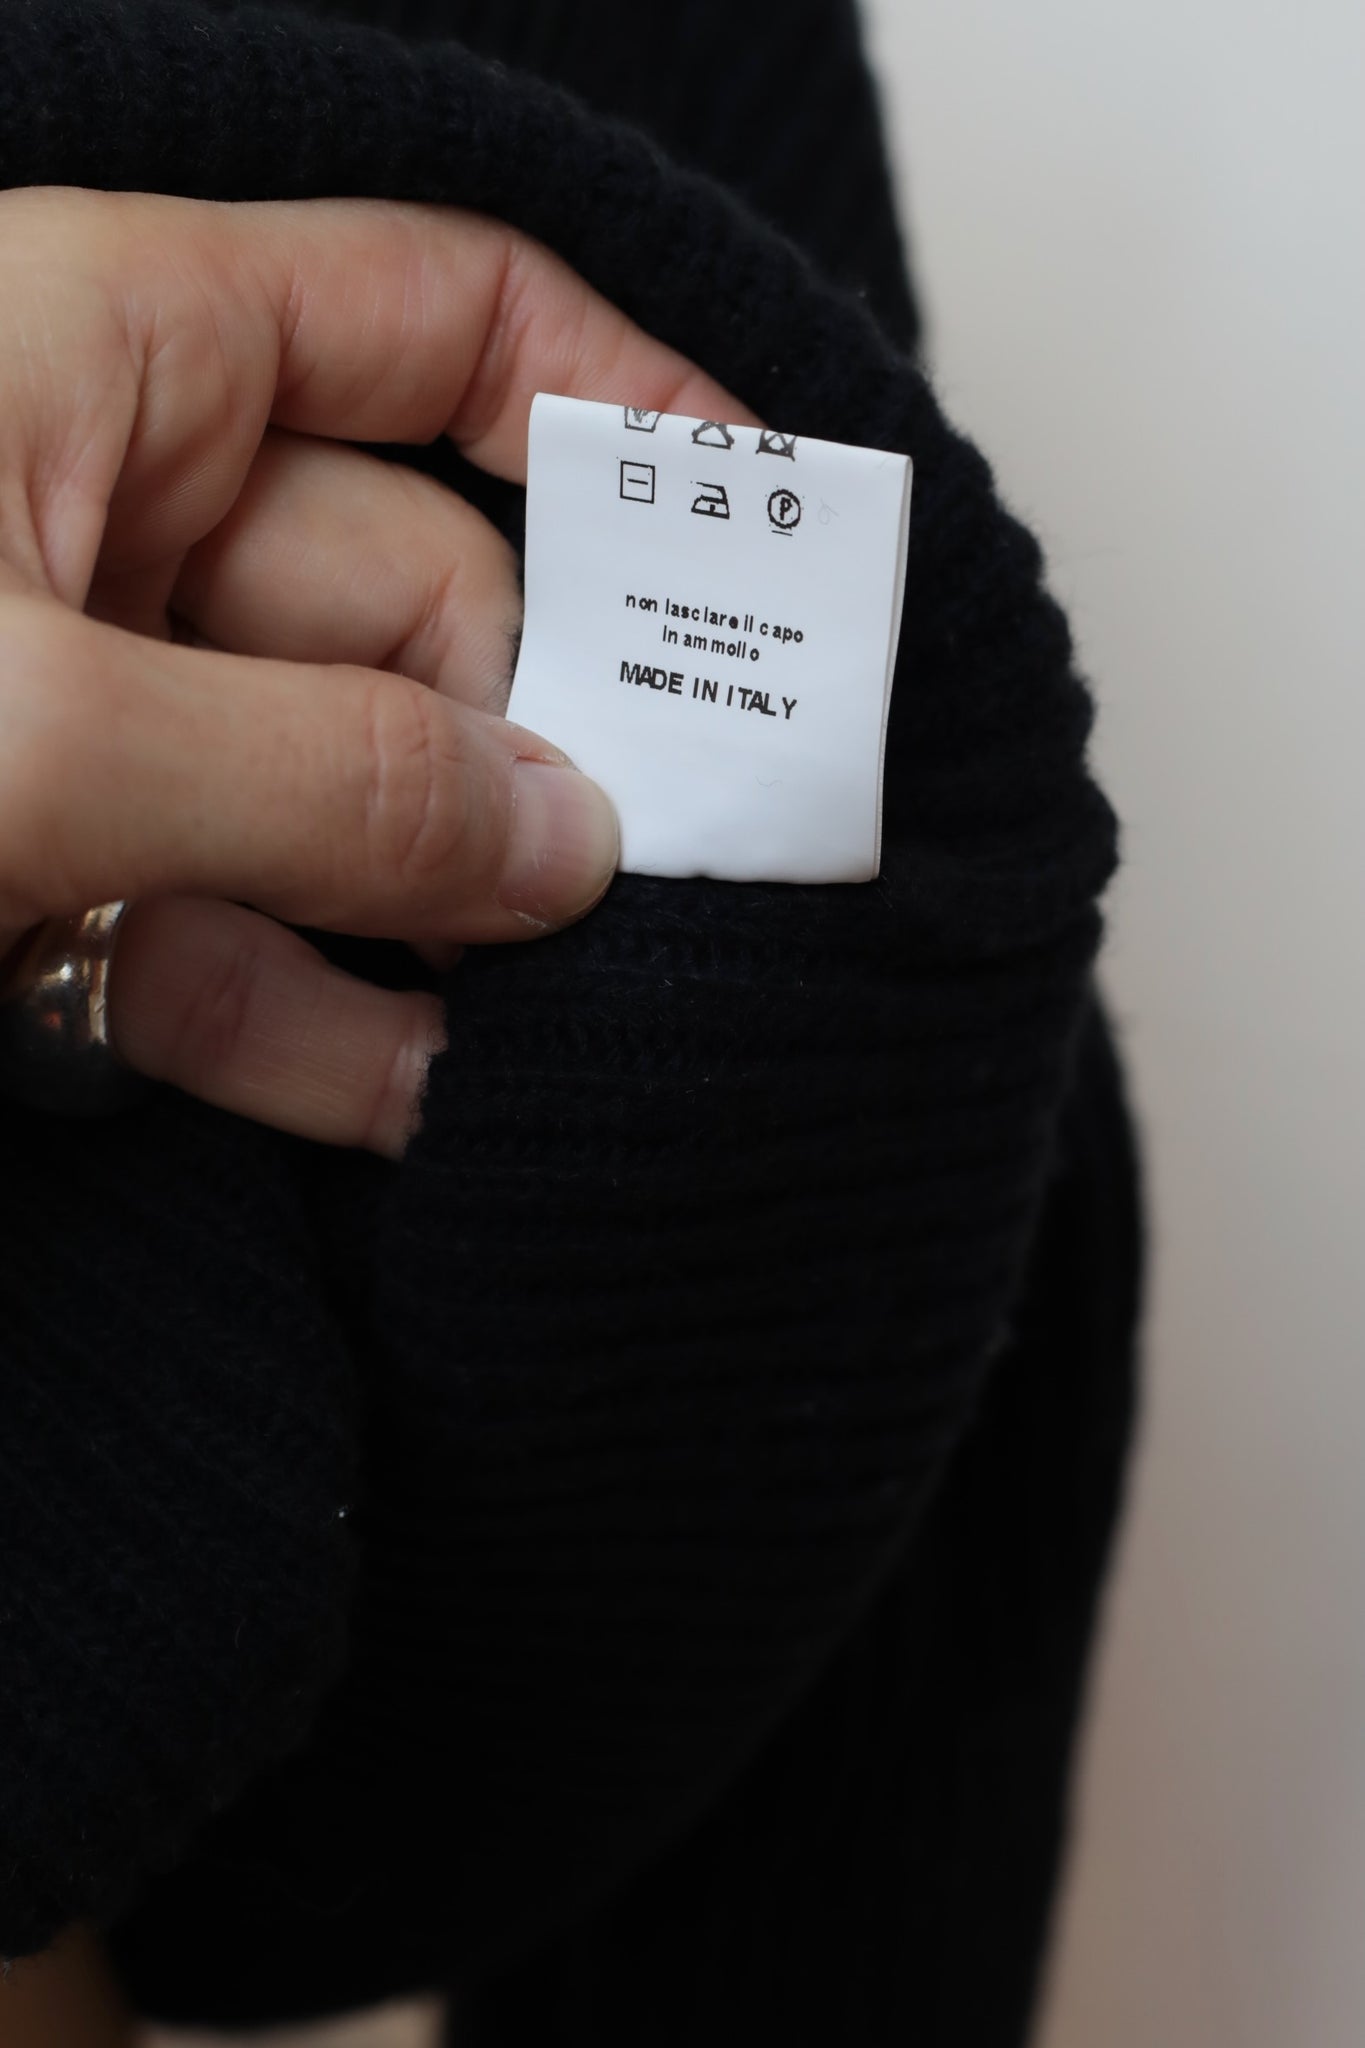 P
non lasciare il capo
in ammollo
MADE IN ITALY